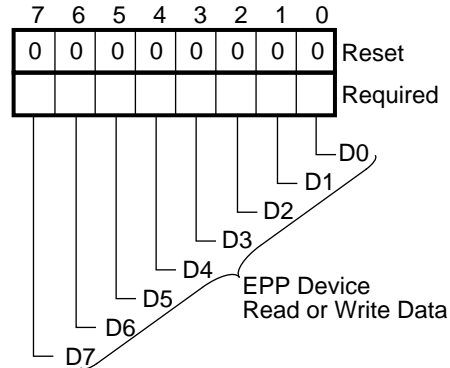 7 6 5 4 3 2 1 0
0 0 0 0 0 0 0 0 Reset
Required
D0
D1
D2
D3
D4
EPP Device
D5
Read or Write Data
D6
D7